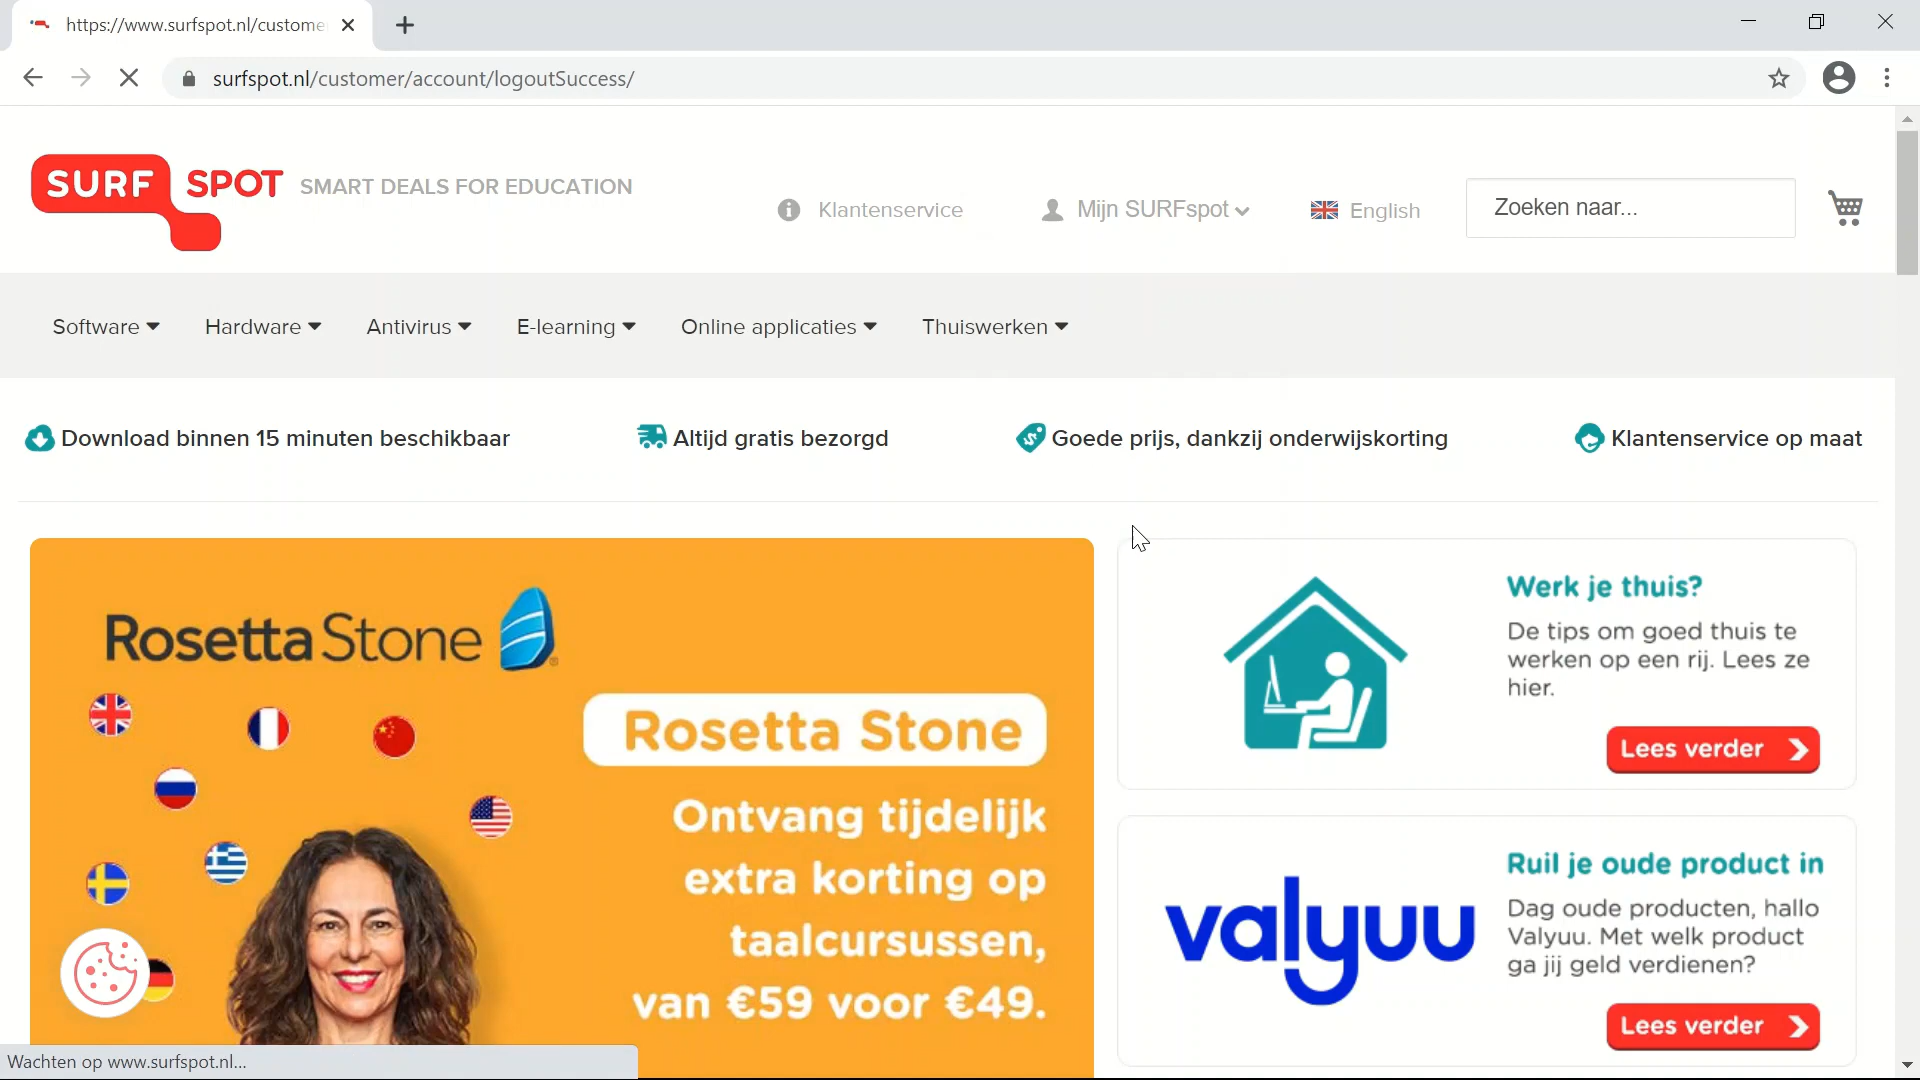 https://www.surfspot.nl/custome
surfspot.nl/customer/account/logoutSuccess/
SURF SPOT SMART DEALS FOR EDUCATION
Klantenservice
Mijn SURFspot
English
Zoeken naar...
Software
Hardware
Antivirus
E-learning
Online applicaties
Thuiswerken
Download binnen 15 minuten beschikbaar
Altijd gratis bezorgd
Goede prijs, dankzij onderwijskorting
Klantenservice op maat
Rosetta Stone
Rosetta Stone
Ontvang tijdelijk
extra korting op
taalcursussen,
van €59 voor €49.
Werk je thuis?
De tips om goed thuis te
werken op een rij. Lees ze
hier.
Lees verder
valyuu
Ruil je oude product in
Dag oude producten, hallo
Valyuu. Met welk product
ga jij geld verdienen?
Lees verder
Wachten op www.surfspot.nl...